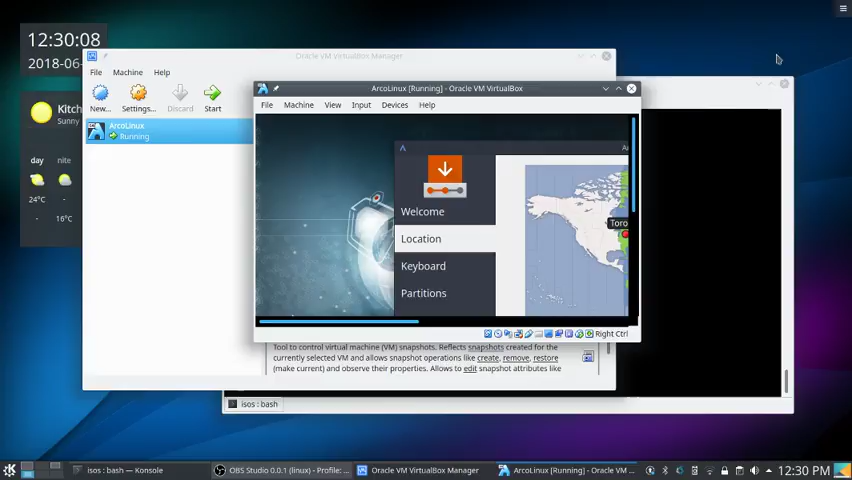 12:30:08
2018-06-
Kitch
Sunny
day nite
24°C -
- 16°C
Oracle VM VirtualBox Manager
File Machine Help
New... Settings... Discard Start
ArcoLinux
Running
ArcoLinux [Running] - Oracle VM VirtualBox
File Machine View Input Devices Help
Ar
Welcome
Location
Keyboard
Partitions
Toro
Right Ctrl
Tool to control virtual machine (VM) snapshots. Reflects snapshots created for the
currently selected VM and allows snapshot operations like create, remove, restore
(make current) and observe their properties. Allows to edit snapshot attributes like
isos : bash
isos : bash — Konsole
OBS Studio 0.0.1 (linux) - Profile: ...
Oracle VM VirtualBox Manager
ArcoLinux [Running] - Oracle VM ...
12:30 PM